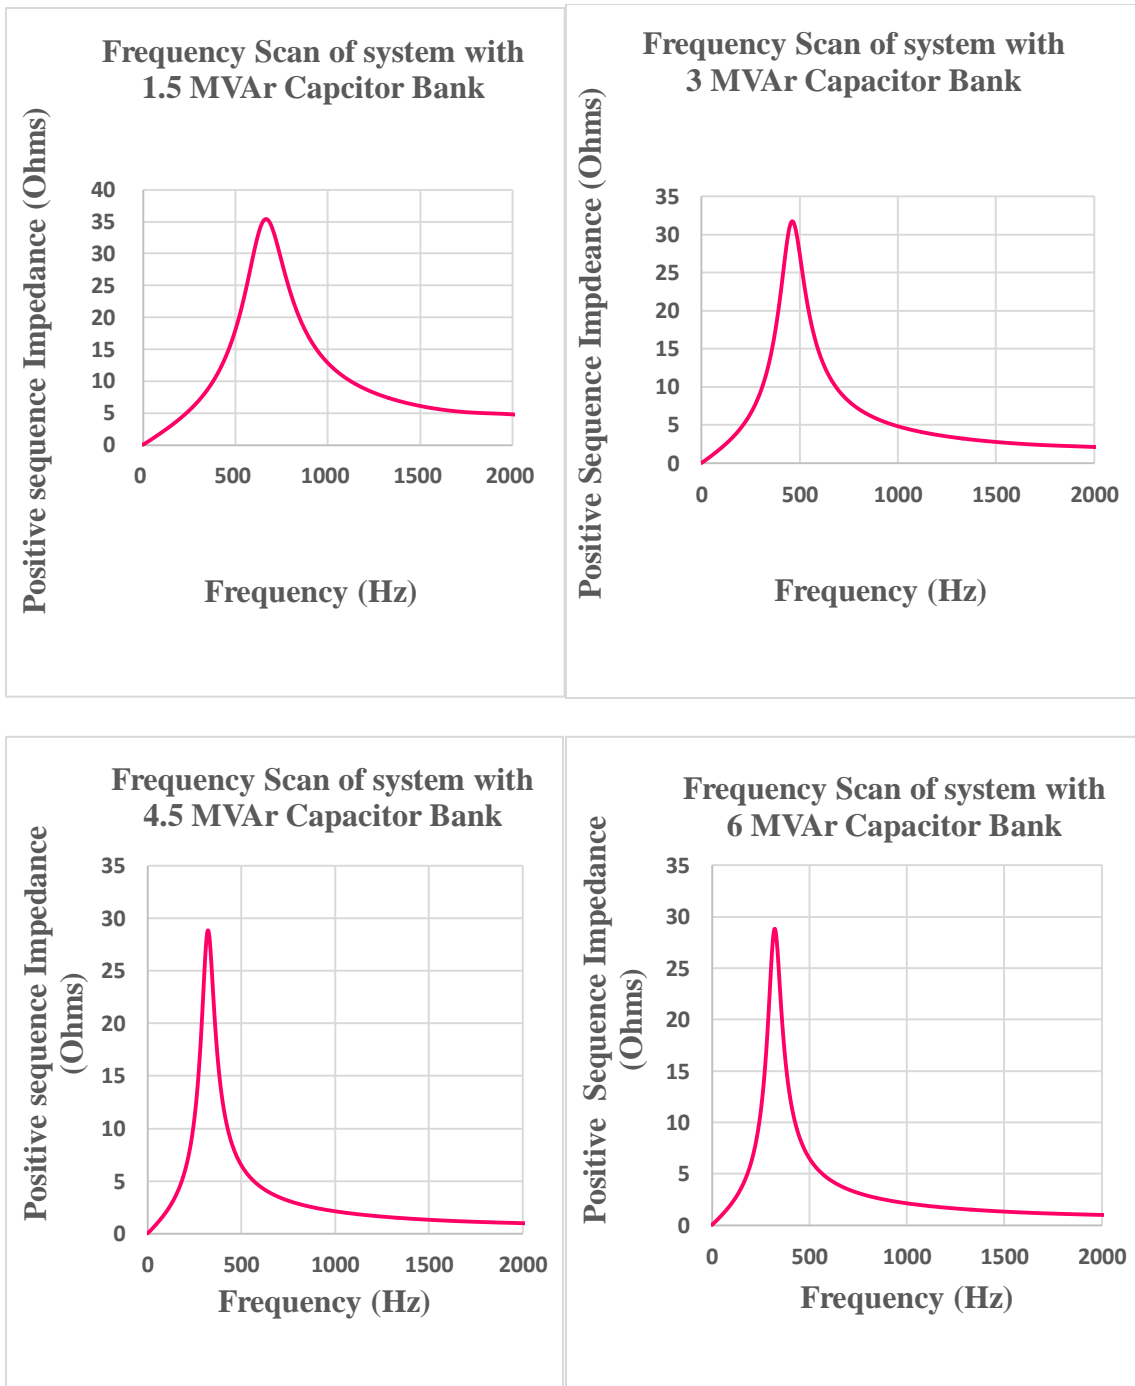 Frequency Scan of system with
1.5 MVAr Capcitor Bank
Positive sequence Impedance (Ohms)
40
35
30
25
20
15
10
5
0
0 500 1000 1500 2000
Frequency (Hz)
Frequency Scan of system with
3 MVAr Capacitor Bank
Positive Sequence Impdeance (Ohms)
35
30
25
20
15
10
5
0
0 500 1000 1500 2000
Frequency (Hz)
Frequency Scan of system with
4.5 MVAr Capacitor Bank
Positive sequence Impedance
(Ohms)
35
30
25
20
15
10
5
0
0 500 1000 1500 2000
Frequency (Hz)
Frequency Scan of system with
6 MVAr Capacitor Bank
Positive Sequence Impedance
(Ohms)
35
30
25
20
15
10
5
0
0 500 1000 1500 2000
Frequency (Hz)